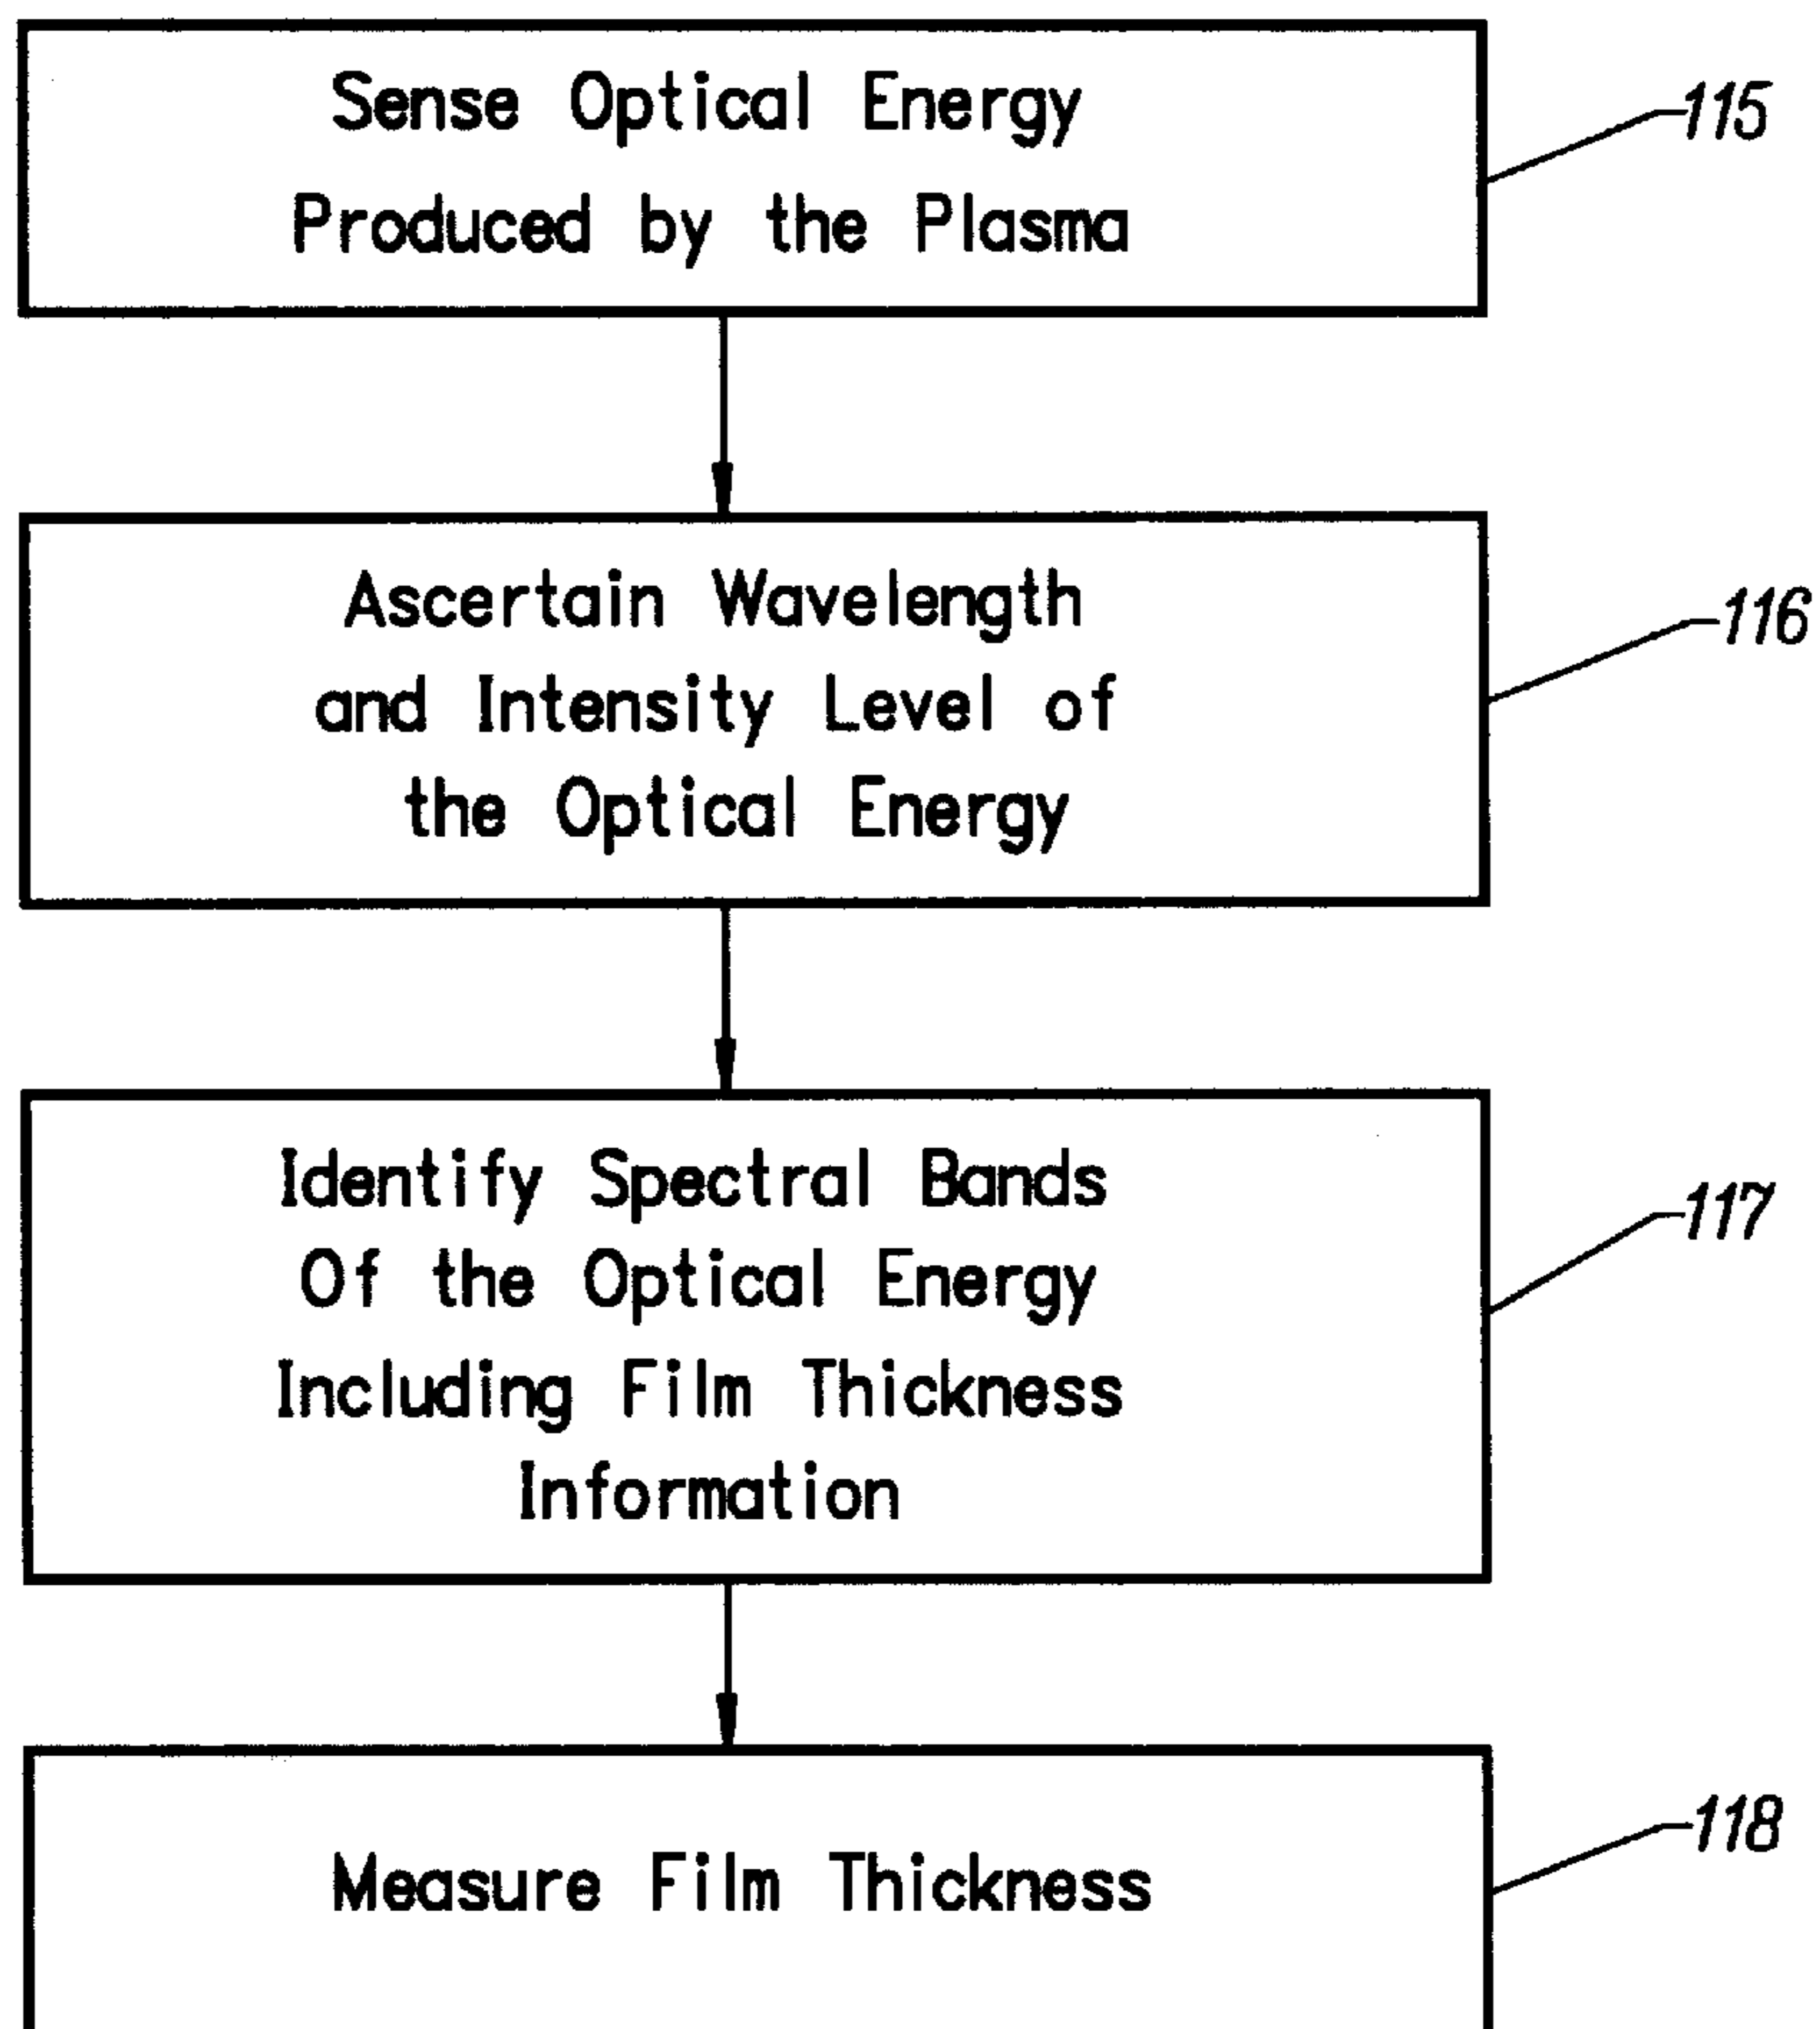 Sense Optical Energy
Produced by the Plasma
115
Ascertain Wavelength
and Intensity Level of
the Optical Energy
116
Identify Spectral Bands
Of the Optical Energy
Including Film Thickness
Information
117
Measure Film Thickness
118